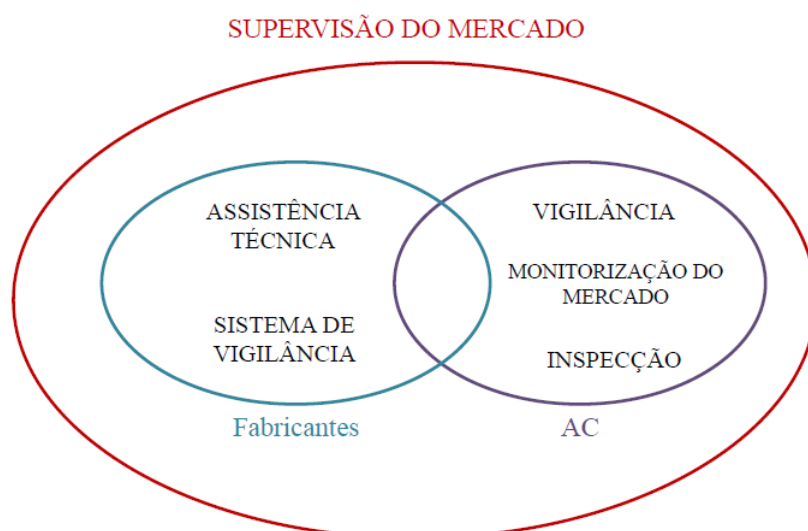 SUPERVISÃO DO MERCADO
ASSISTÊNCIA
TÉCNICA
SISTEMA DE
VIGILÂNCIA
Fabricantes
VIGILÂNCIA
MONITORIZAÇÃO DO
MERCADO
INSPECÇÃO
AC